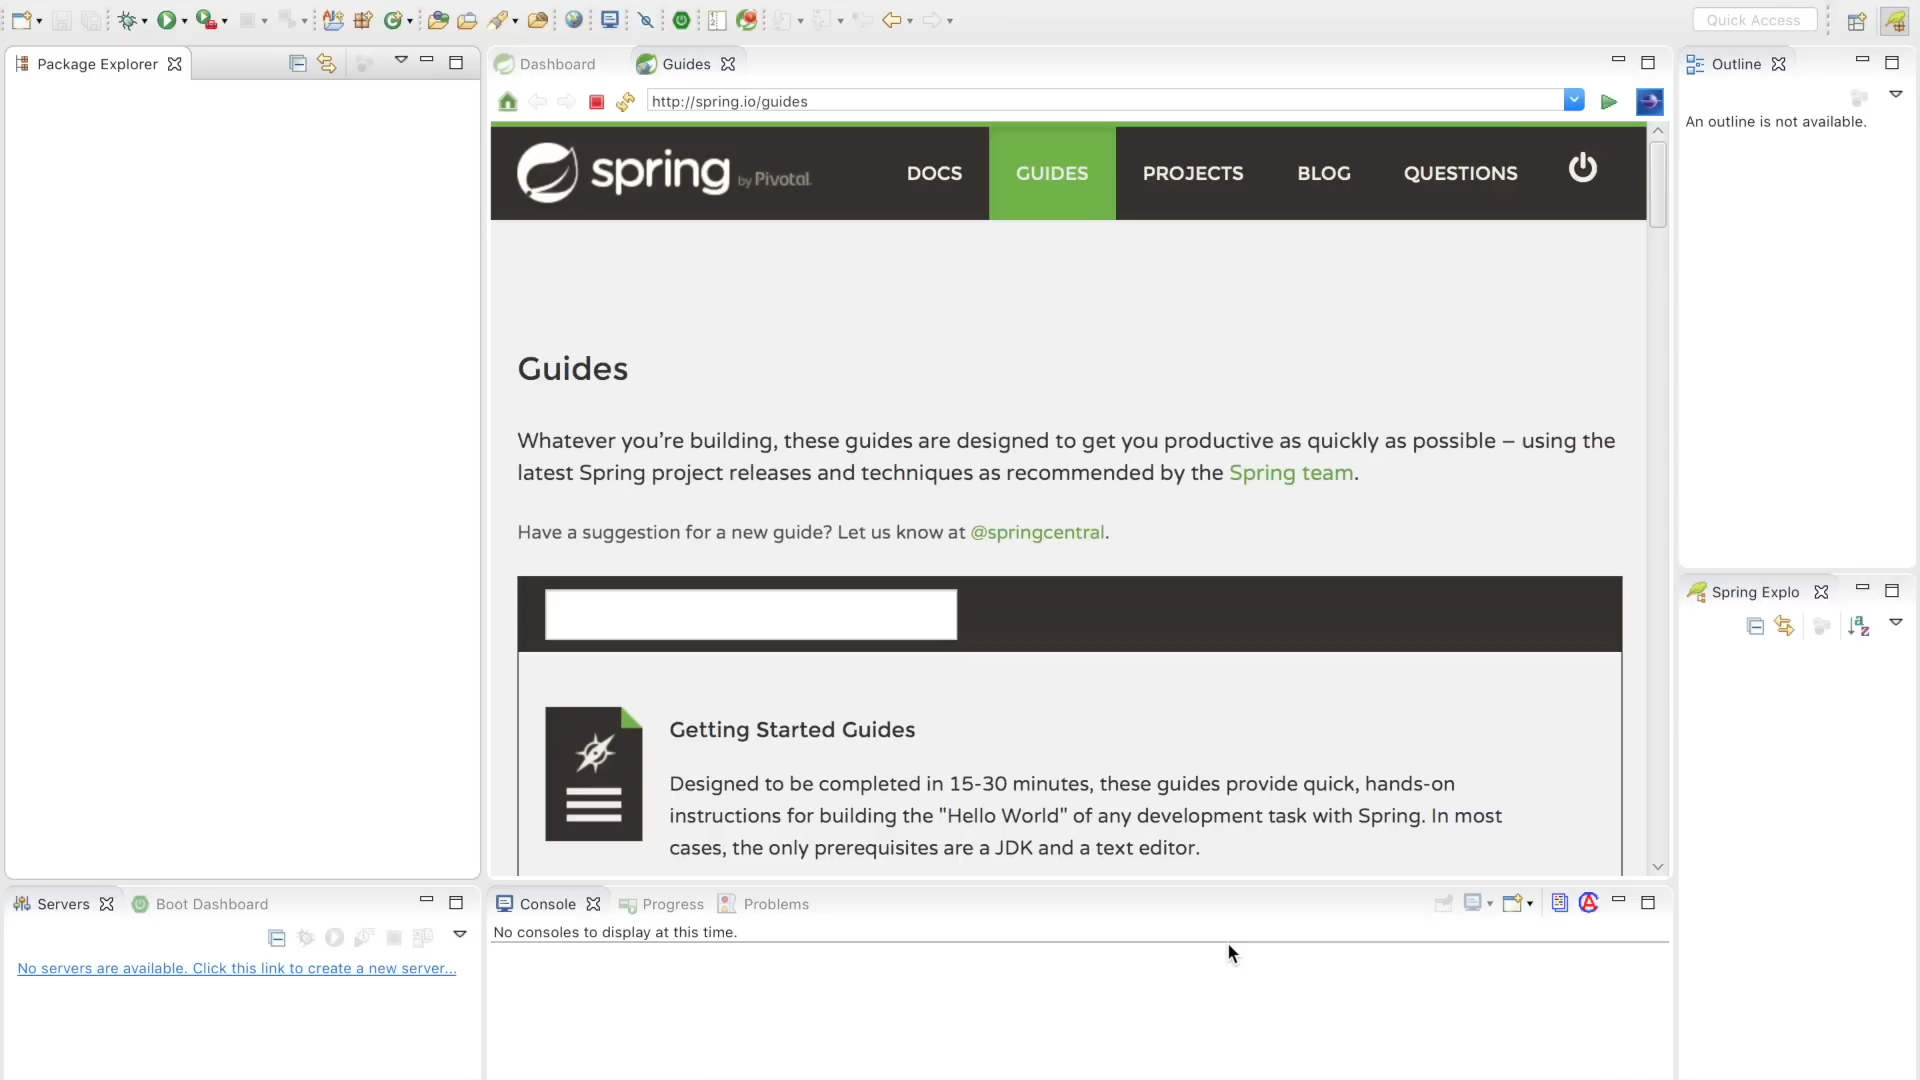 Quick Access
Package Explorer
Dashboard
Guides
Outline
http://spring.io/guides
An outline is not available.
spring by Pivotal
DOCS
GUIDES
PROJECTS
BLOG
QUESTIONS
Guides
Whatever you're building, these guides are designed to get you productive as quickly as possible – using the
latest Spring project releases and techniques as recommended by the Spring team.
Have a suggestion for a new guide? Let us know at @springcentral.
Spring Explo
Getting Started Guides
Designed to be completed in 15-30 minutes, these guides provide quick, hands-on
instructions for building the "Hello World" of any development task with Spring. In most
cases, the only prerequisites are a JDK and a text editor.
Servers
Boot Dashboard
Console
Progress
Problems
No consoles to display at this time.
No servers are available. Click this link to create a new server...